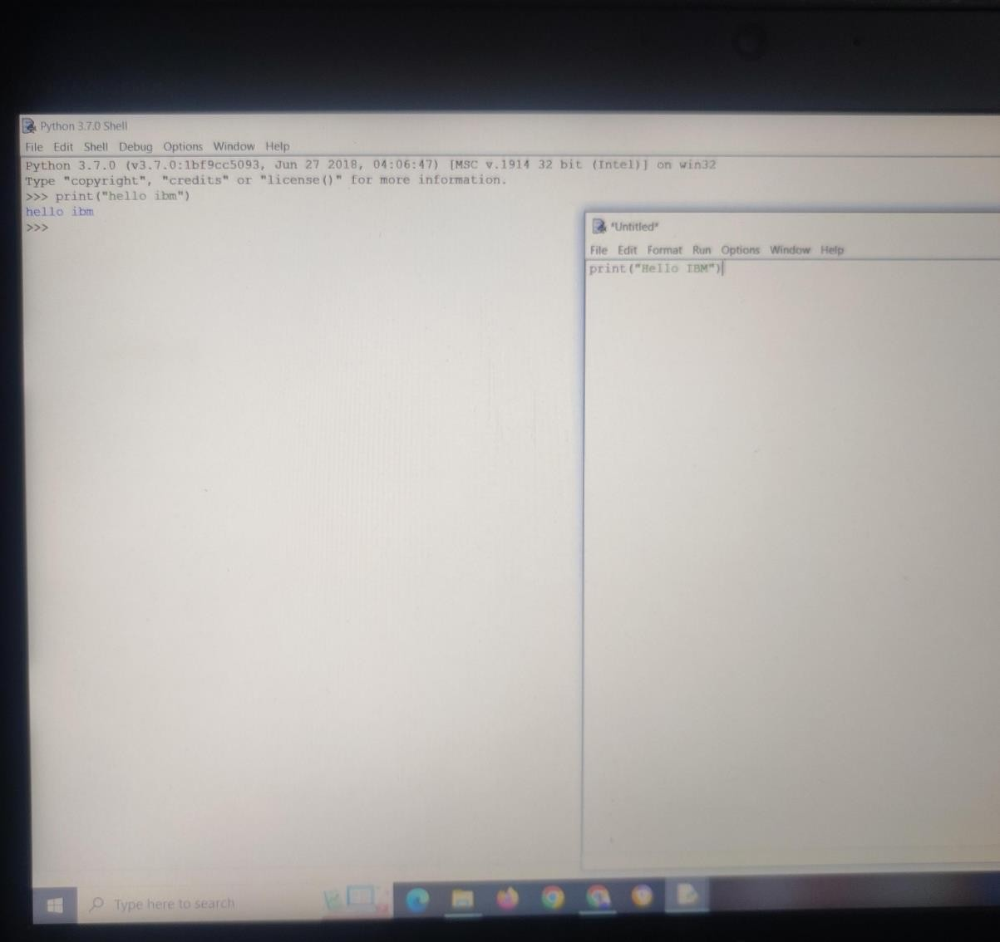 Python 3.7.0 Shell
File Edit Shell Debug Options Window Help
Python 3.7.0 (v3.7.0:1bf9cc5093, Jun 27 2018, 04:06:47) [MSC v.1914 32 bit (Intel)] on win32
Type "copyright", "credits" or "license()" for more information.
>>> print("hello ibm")
hello ibm
>>>
*Untitled*
File Edit Format Run Options Window Help
print("Hello IBM")
Type here to search